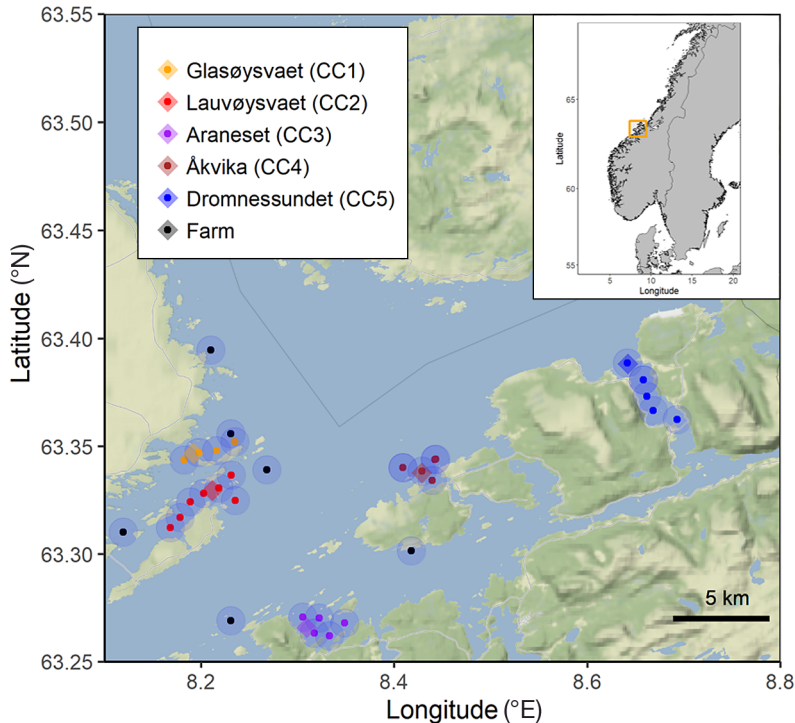 63.55
63.50
63.45
63.40
63.35
63.30
63.25
Latitude (°N)
Glasøysvaet (CC1)
Lauvøysvaet (CC2)
Araneset (CC3)
Åkvika (CC4)
Dromnessundet (CC5)
Farm
65
60
55
Latitude
5
10
15
20
Longitude
5 km
8.2
8.4
8.6
8.8
Longitude (°E)